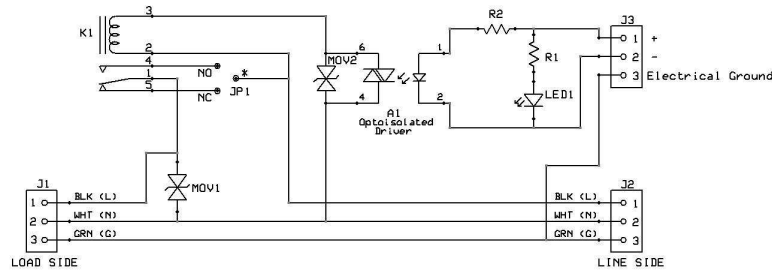 3
K1
2
4
NO
1
*
5
NC
JP1
MOV2
6
4
1
2
A1
Optoisolated
Driver
R2
R1
LED1
J3
1 +
2 -
3 Electrical Ground
MOV1
J1
1 BLK (L)
2 WHT (N)
3 GRN (G)
LOAD SIDE
J2
BLK (L) 1
WHT (N) 2
GRN (G) 3
LINE SIDE